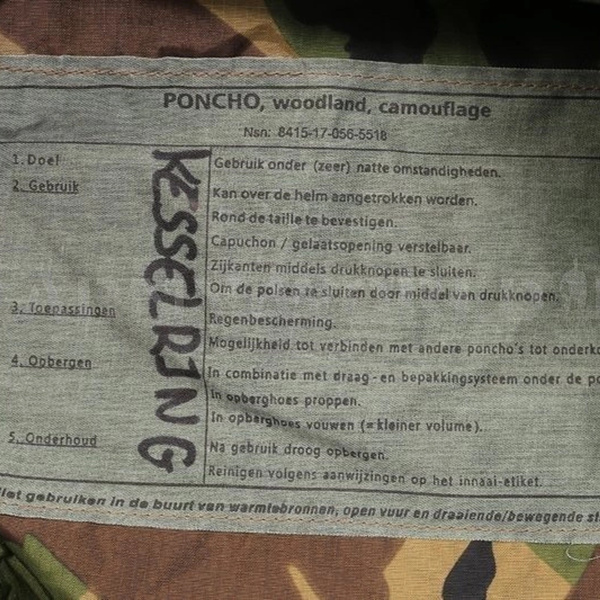 PONCHO, woodland, camouflage
Nsn: 8415-17-056-5518
1. Doel
Gebruik onder (zeer) natte omstandigheden.
2. Gebruik
Kan over de helm aangetrokken worden.
Rond de taille te bevestigen.
Capuchon / gelaatsopening verstelbaar.
Zijkanten middels drukknopen te sluiten.
Om de polsen te sluiten door middel van drukknopen.
3. Toepassingen
Regenbescherming.
Mogelijkheid tot verbinden met andere poncho's tot onderko
4. Opbergen
In combinatie met draag- en bepakkingsysteem onder de po
In opberghoes proppen.
In opberghoes vouwen (=kleiner volume).
5. Onderhoud
Na gebruik droog opbergen.
Reinigen volgens aanwijzingen op het innaai-etiket.
KESSELRING
Niet gebruiken in de buurt van warmtebronnen, open vuur en draaiende/bewegende